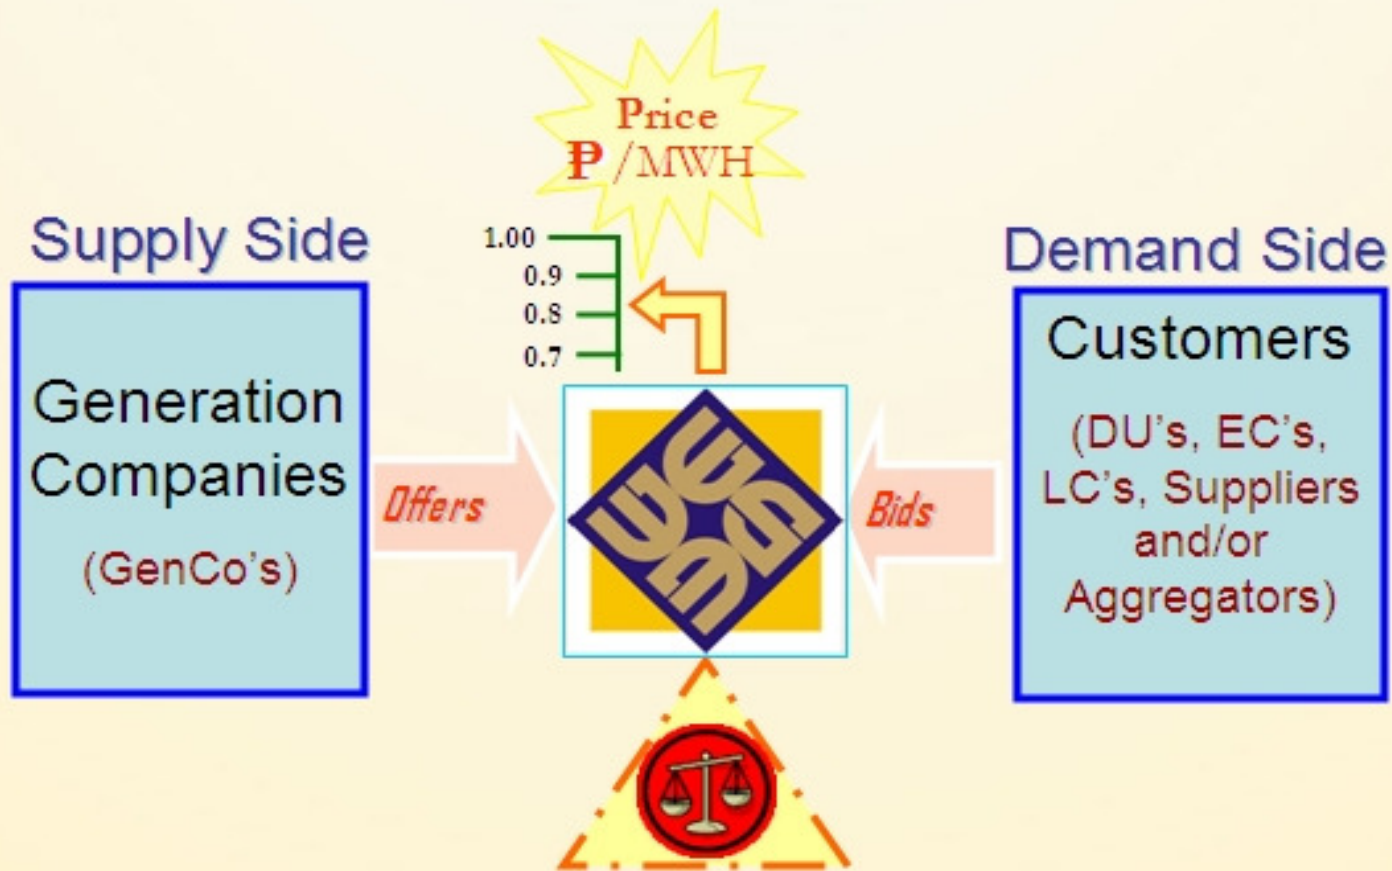 Price
₱ /MWH
Supply Side
1.00
0.9
0.8
0.7
Demand Side
Generation
Companies
(GenCo's)
Offers
Bids
Customers
(DU's, EC's,
LC's, Suppliers
and/or
Aggregators)